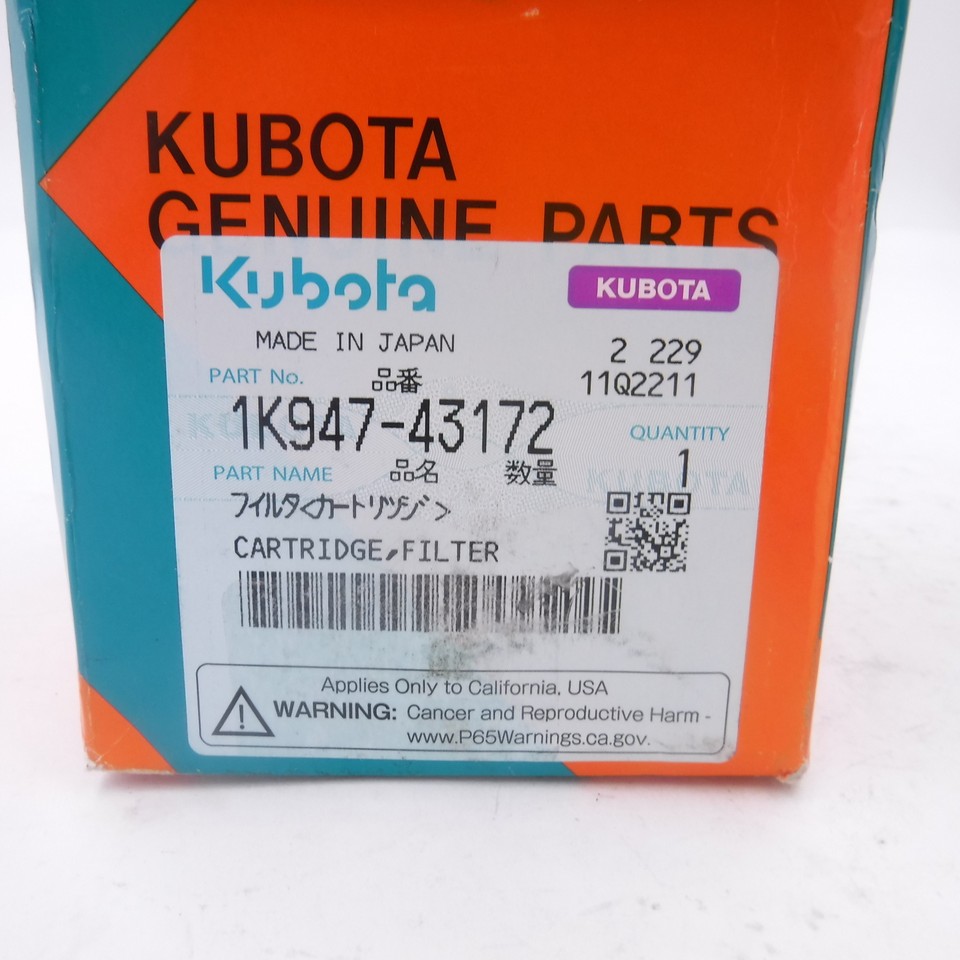 KUBOTA
GENUINE PARTS
Kubota
KUBOTA
MADE IN JAPAN
2 229
PART No. 品番
11Q2211
1K947-43172
QUANTITY
PART NAME 品名 数量 1
フイルタ<カートリツジ>
CARTRIDGE,FILTER
Applies Only to California, USA
WARNING: Cancer and Reproductive Harm -
www.P65Warnings.ca.gov.